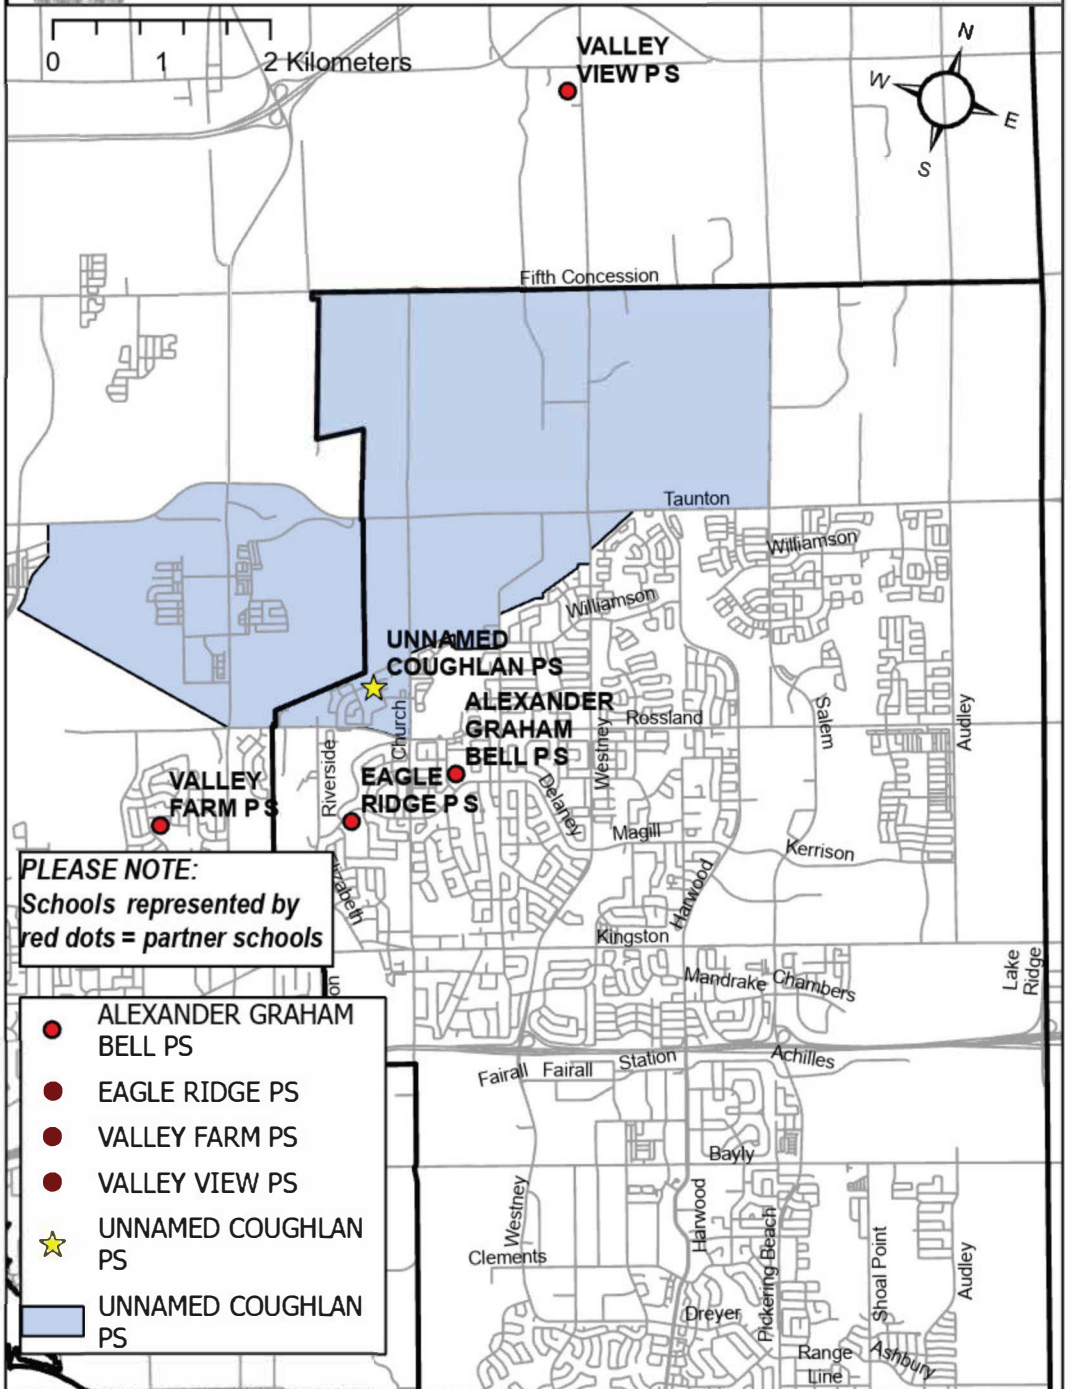 0 1 2 Kilometers
VALLEY
VIEW P S
N
W
E
S
Fifth Concession
Taunton
Williamson
Williamson
UNNAMED
COUGHLAN PS
ALEXANDER
GRAHAM
BELL P S
Church
Rossland
Westney
Salem
Audley
Riverside
EAGLE
RIDGE P S
VALLEY
FARM P S
Delaney
Magill
Kerrison
Harwood
PLEASE NOTE:
Schools represented by
red dots = partner schools
lizabeth
Kingston
Mandrake
Chambers
Lake
Ridge
on
ALEXANDER GRAHAM
BELL PS
EAGLE RIDGE PS
VALLEY FARM PS
VALLEY VIEW PS
UNNAMED COUGHLAN
PS
UNNAMED COUGHLAN
PS
Fairall
Fairall
Station
Achilles
Bayly
Westney
Harwood
Clements
Pickering Beach
Shoal Point
Audley
Dreyer
Range
Line
Ashbury